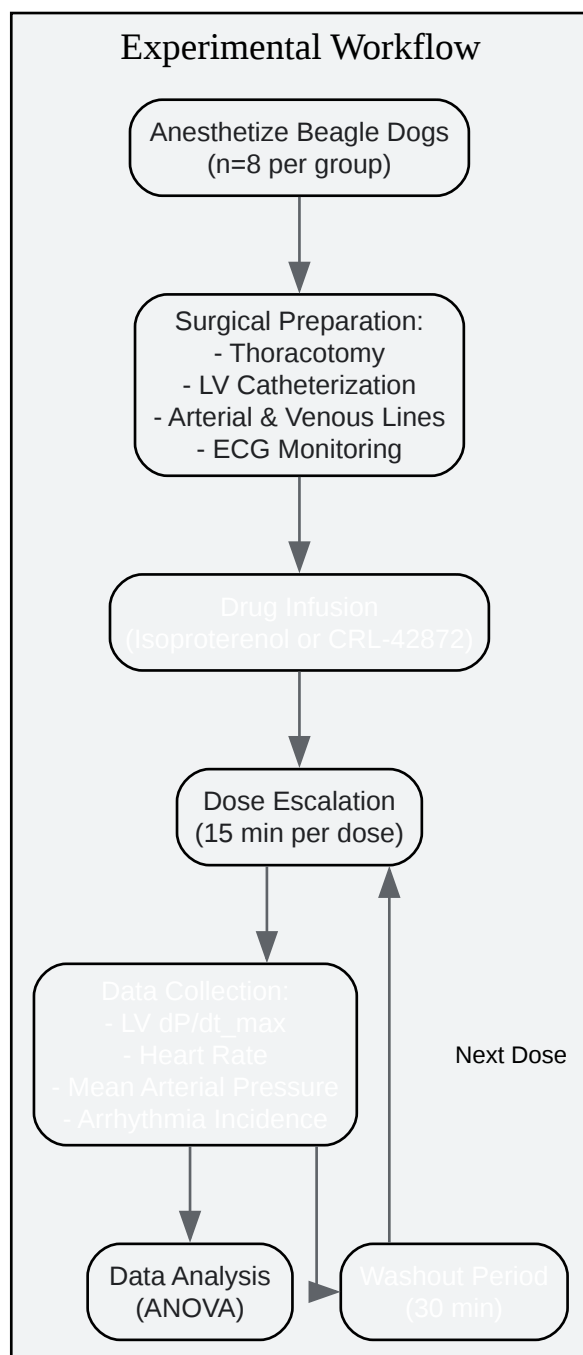 Experimental Workflow
Anesthetize Beagle Dogs
(n=8 per group)
Surgical Preparation:
- Thoracotomy
- LV Catheterization
- Arterial & Venous Lines
- ECG Monitoring
Drug Infusion
(Isoproterenol or CRL-42872)
Dose Escalation
(15 min per dose)
Data Collection:
- LV dP/dt_max
- Heart Rate
- Mean Arterial Pressure
- Arrhythmia Incidence
Next Dose
Data Analysis
(ANOVA)
Washout Period
(30 min)